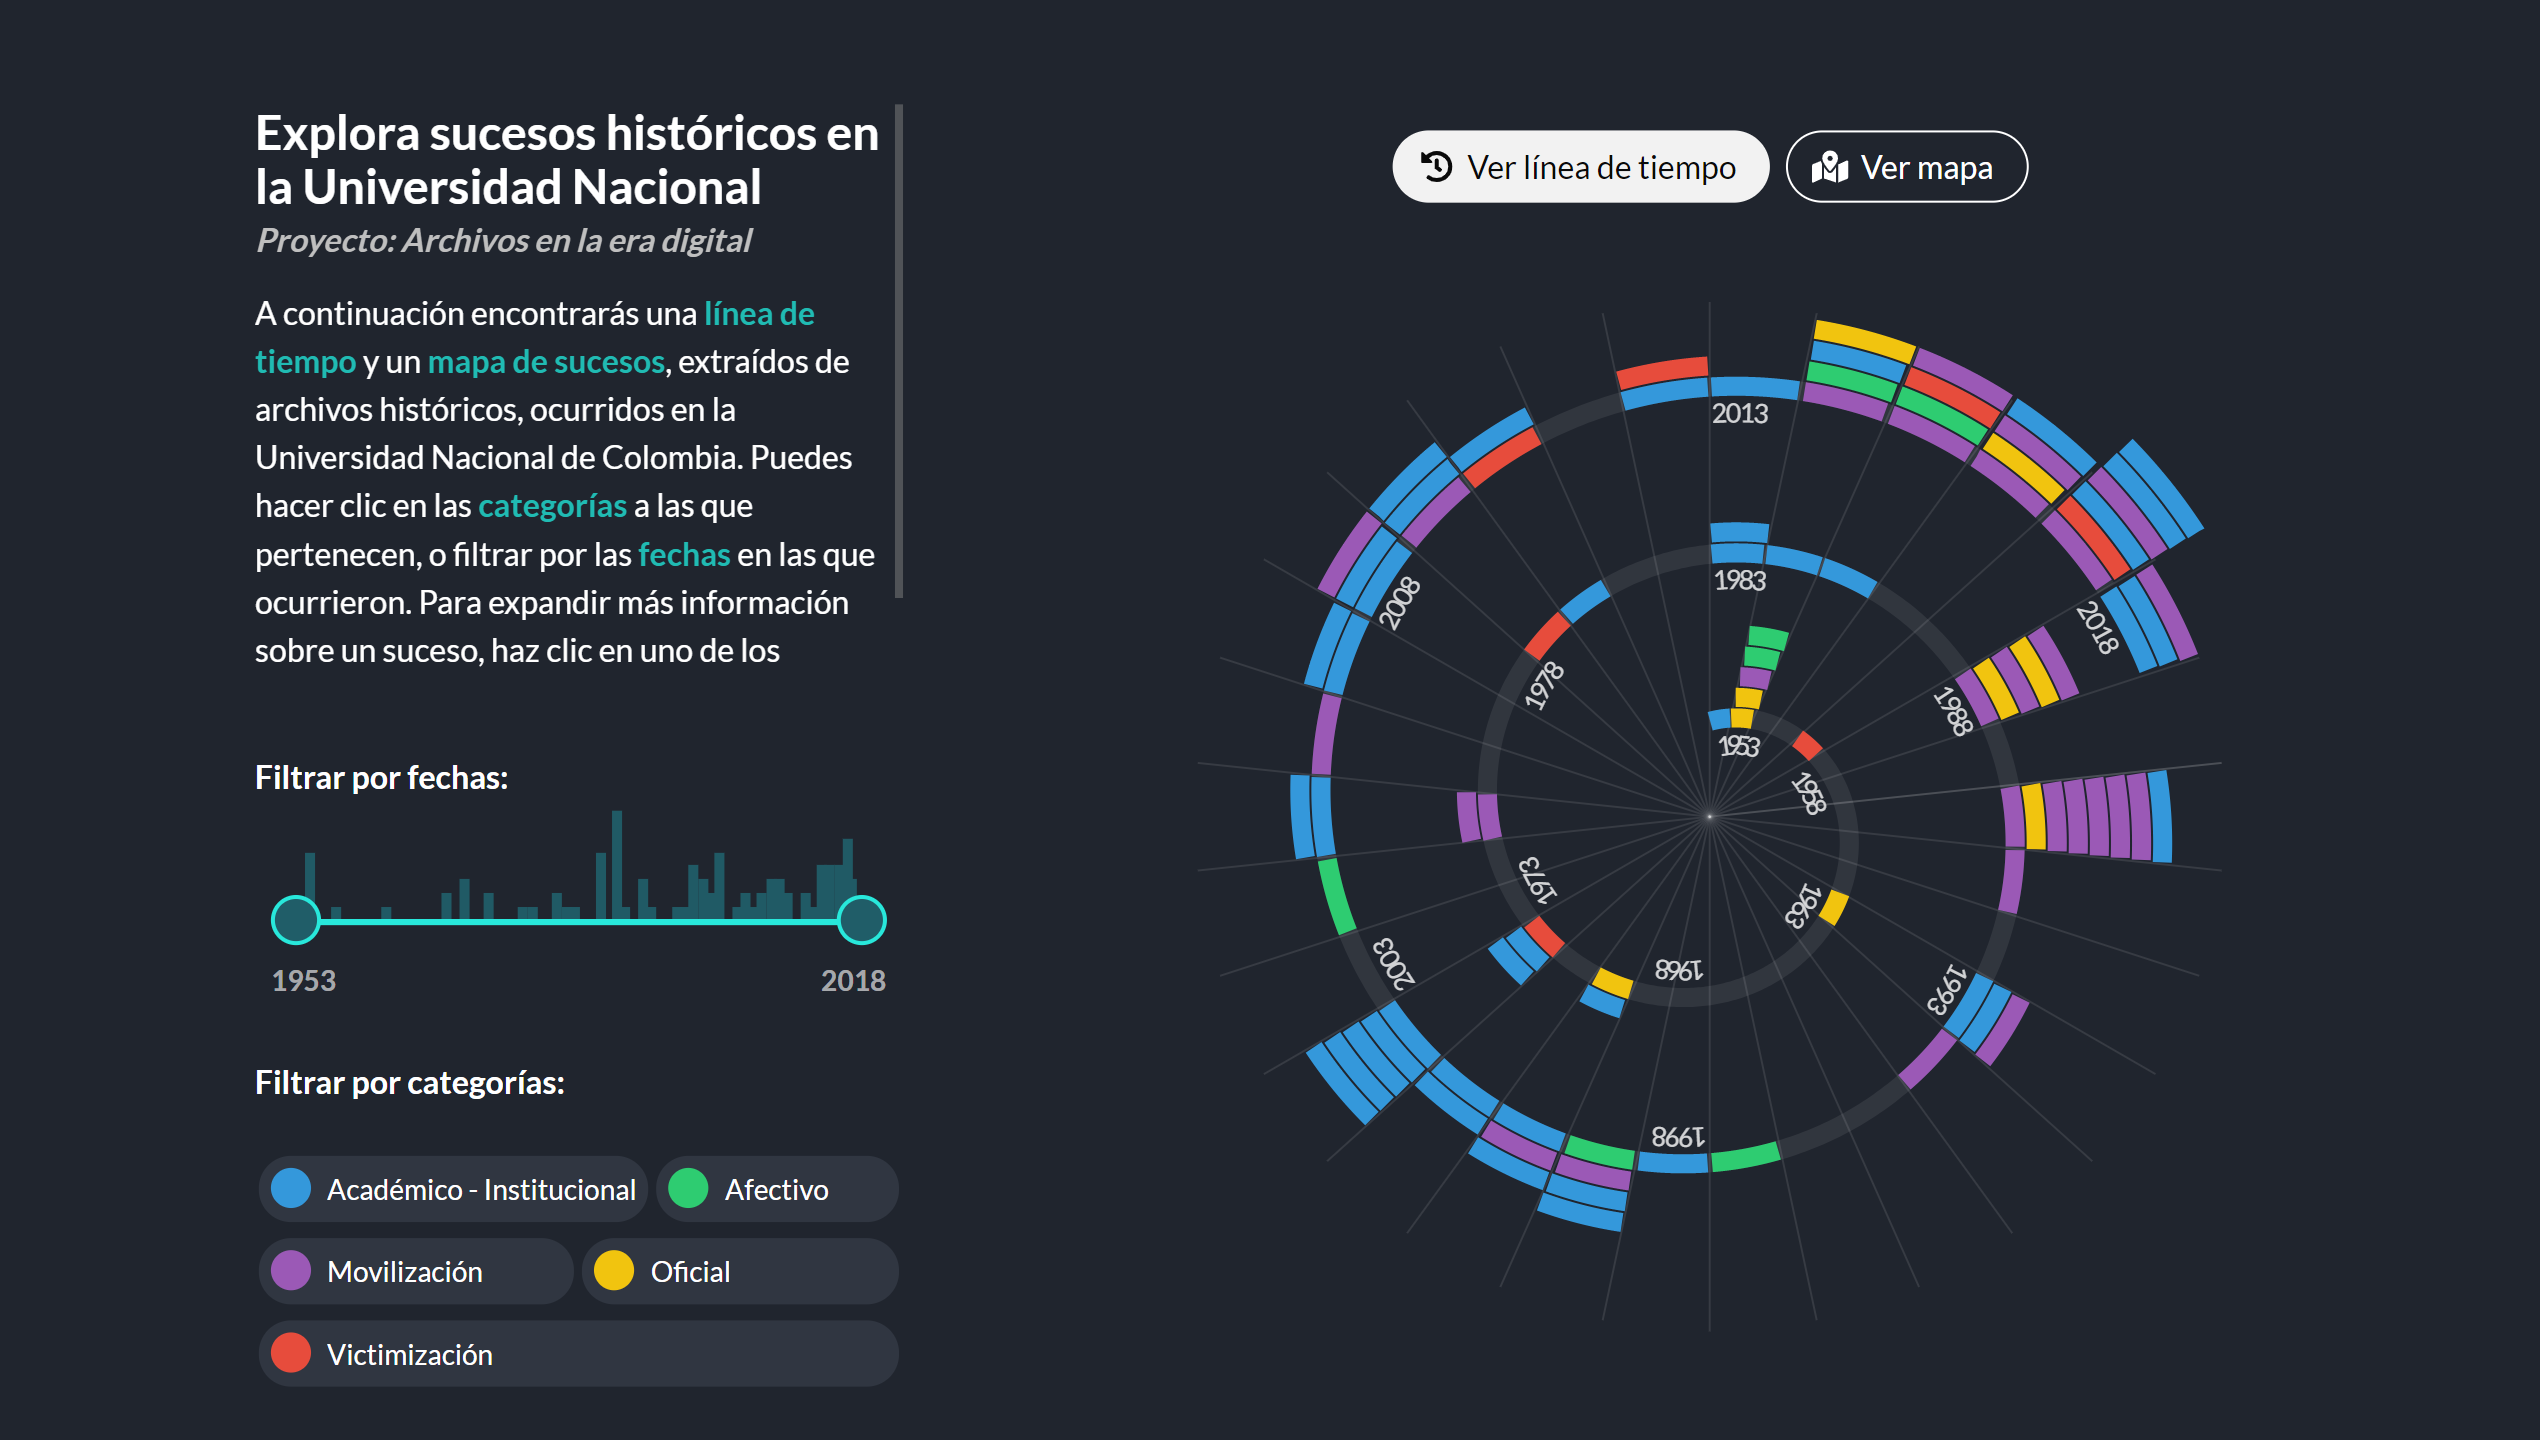 Explora sucesos históricos en
la Universidad Nacional
Proyecto: Archivos en la era digital
A continuación encontrarás una línea de
tiempo y un mapa de sucesos, extraídos de
archivos históricos, ocurridos en la
Universidad Nacional de Colombia. Puedes
hacer clic en las categorías a las que
pertenecen, o filtrar por las fechas en las que
ocurrieron. Para expandir más información
sobre un suceso, haz clic en uno de los
Filtrar por fechas:
1953
2018
Filtrar por categorías:
Académico - Institucional
Afectivo
Movilización
Oficial
Victimización
Ver línea de tiempo
Ver mapa
1953
1958
1963
1968
1973
1978
1983
1988
1993
1998
2003
2008
2013
2018